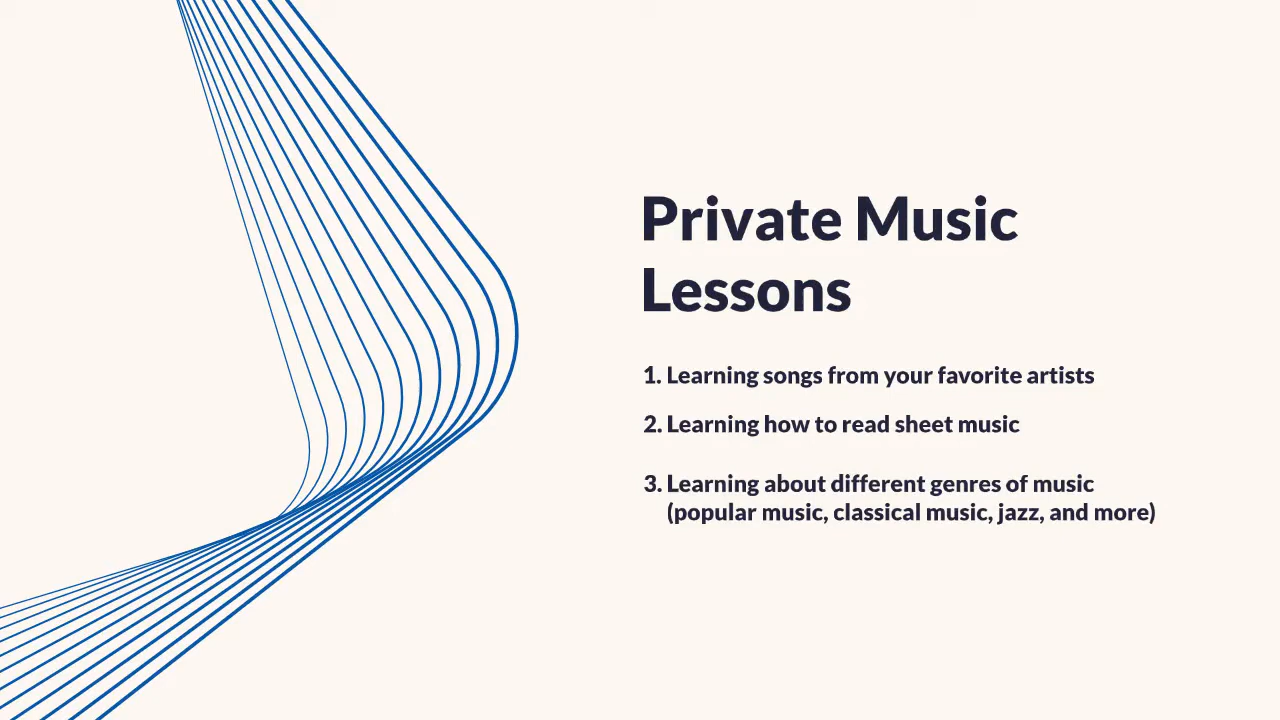 Private Music
Lessons
1. Learning songs from your favorite artists
2. Learning how to read sheet music
3. Learning about different genres of music
(popular music, classical music, jazz, and more)